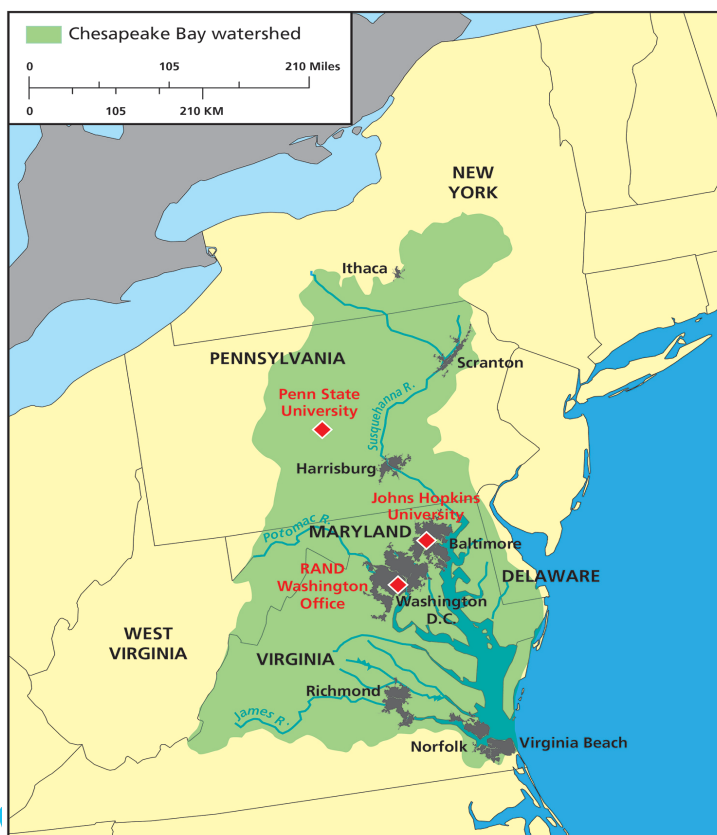 Chesapeake Bay watershed
0 105 210 Miles
0 105 210 KM
NEW
YORK
Ithaca
PENNSYLVANIA
Scranton
Penn State
University
Susquehanna R.
Harrisburg
Johns Hopkins
University
Potomac R.
MARYLAND
Baltimore
RAND
Washington
Office
DELAWARE
Washington
D.C.
WEST
VIRGINIA
VIRGINIA
Richmond
James R.
Norfolk
Virginia Beach